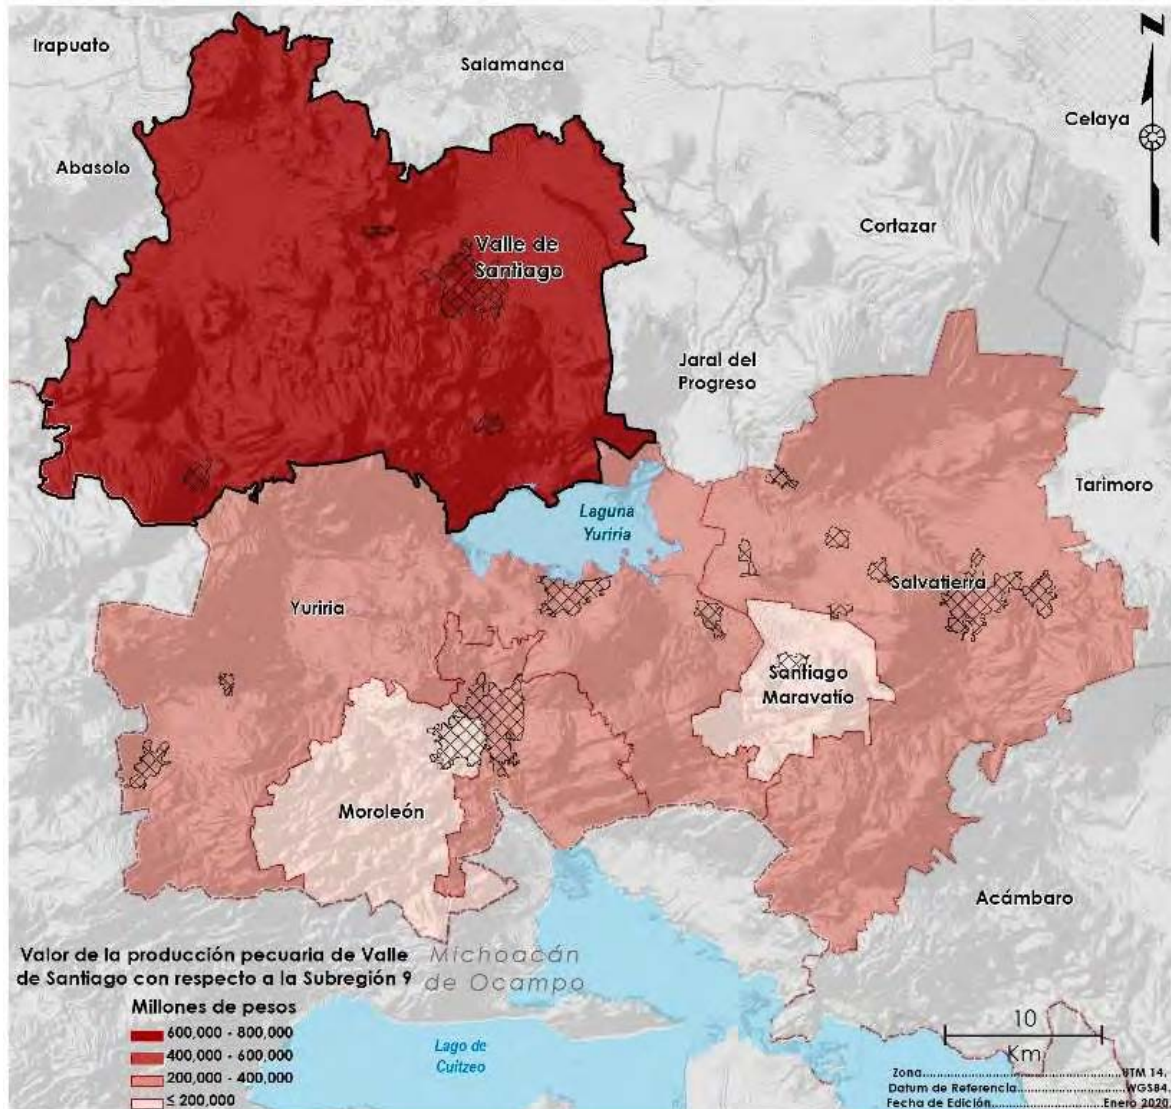 Irapuato
Salamanca
Z
Celaya
Abasolo
Cortazar
Valle de
Santiago
Jaral del
Progreso
Tarimoro
Laguna
Yuriria
Salvatierra
Yuriria
Santiago
Maravatío
Moroleón
Acámbaro
Valor de la producción pecuaria de Valle
de Santiago con respecto a la Subregión 9
Michoacán
de Ocampo
Millones de pesos
600,000 - 800,000
400,000 - 600,000
200,000 - 400,000
≤ 200,000
Lago de
Cuitzeo
10
Km
Zona UTM 14.
Datum de Referencia WGS84.
Fecha de Edición Enero 2020